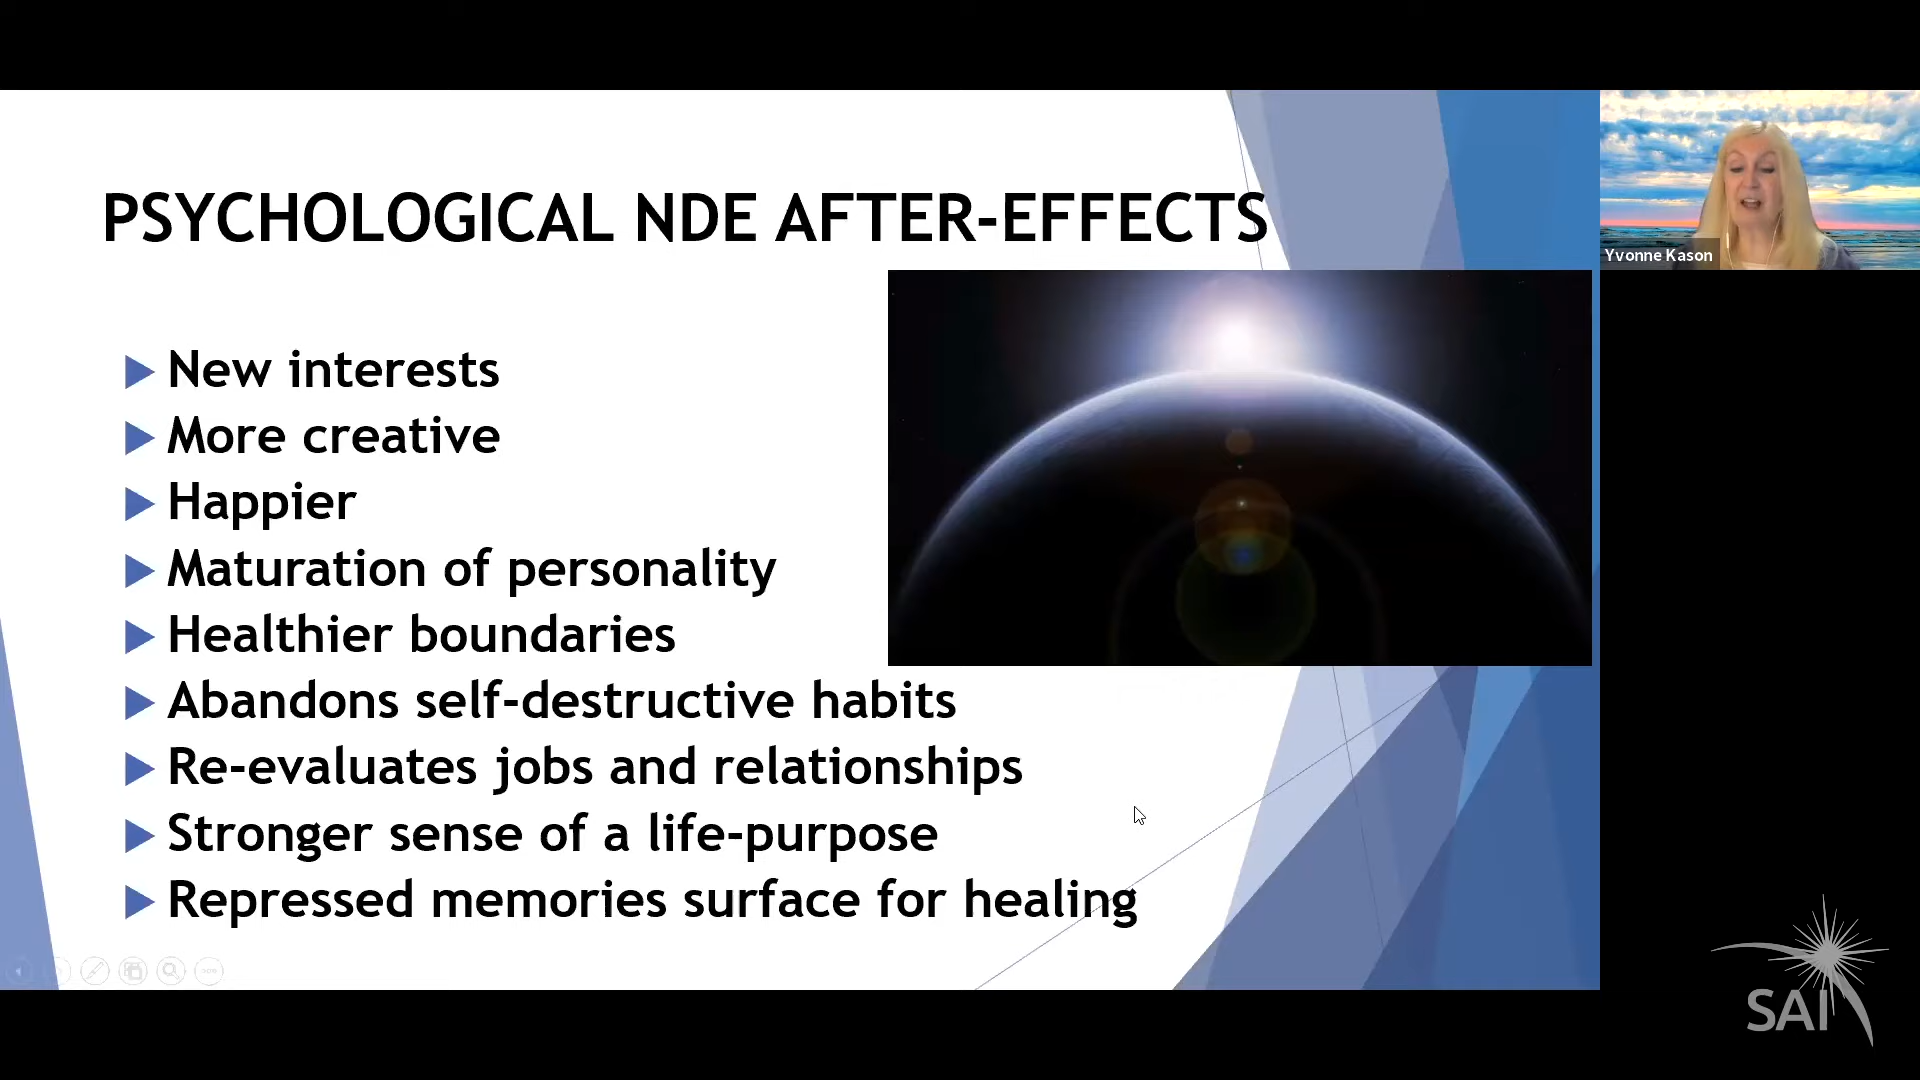 PSYCHOLOGICAL NDE AFTER-EFFECTS
New interests
More creative
Happier
Maturation of personality
Healthier boundaries
Abandons self-destructive habits
Re-evaluates jobs and relationships
Stronger sense of a life-purpose
Repressed memories surface for healing
Yvonne Kason
SAI